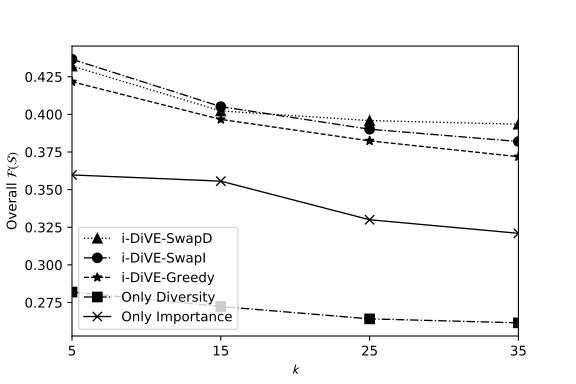 0.425
0.400
0.375
0.350
0.325
0.300
0.275
Overall ℱ(S)
i-DiVE-SwapD
i-DiVE-SwapI
i-DiVE-Greedy
Only Diversity
Only Importance
5 15 25 35
k